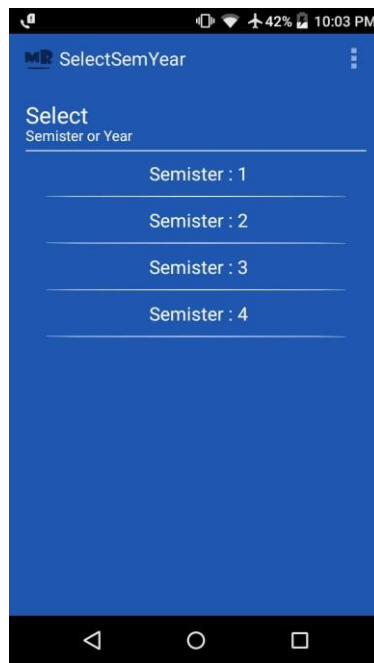 42% 10:03 PM
MR SelectSemYear
Select
Semister or Year
Semister : 1
Semister : 2
Semister : 3
Semister : 4